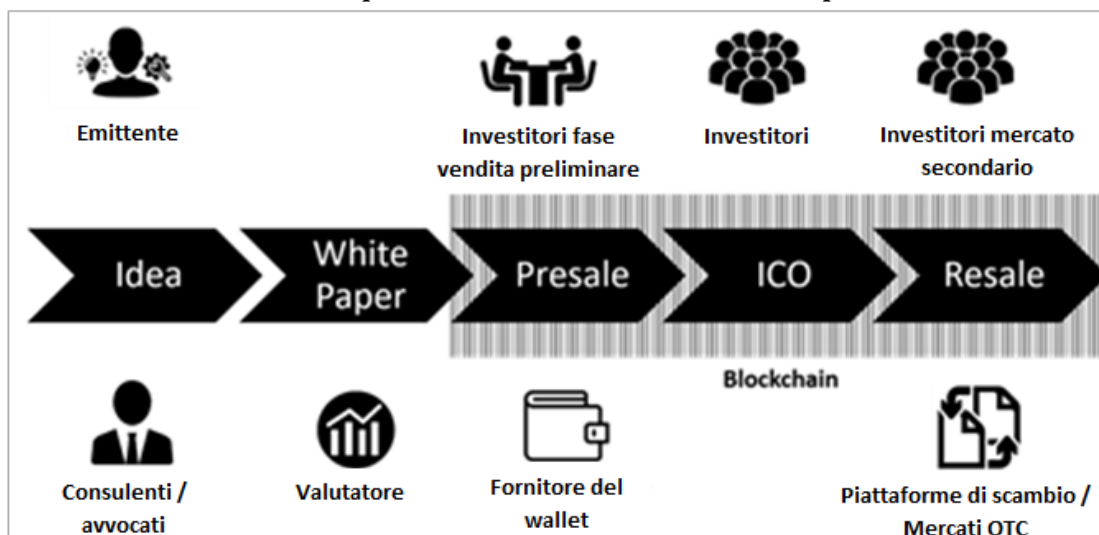 Emittente
Investitori fase
vendita preliminare
Investitori
Investitori mercato
secondario
Idea
White
Paper
Presale
ICO
Resale
Blockchain
Consulenti /
avvocati
Valutatore
Fornitore del
wallet
Piattaforme di scambio /
Mercati OTC